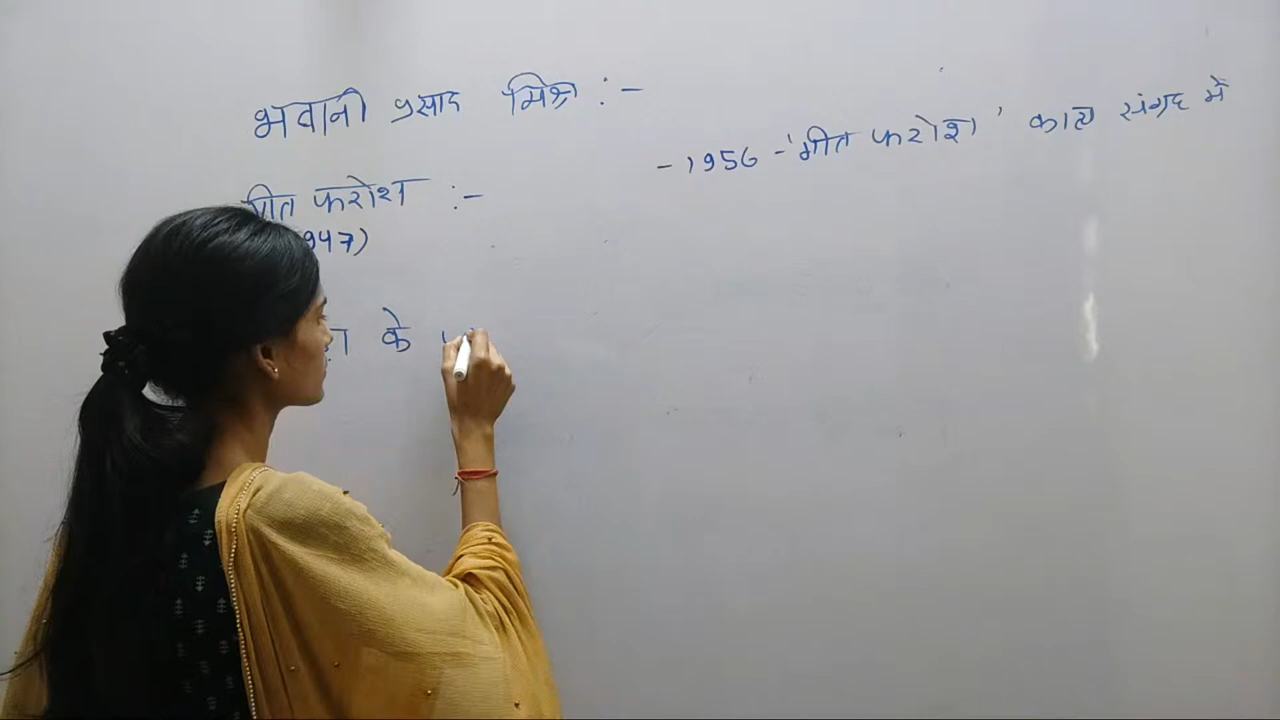 भवानी प्रसाद मिश्र :-
- 1956 - 'गीत फरोश' काव्य संग्रह में
गीत फरोश :-
947)
के